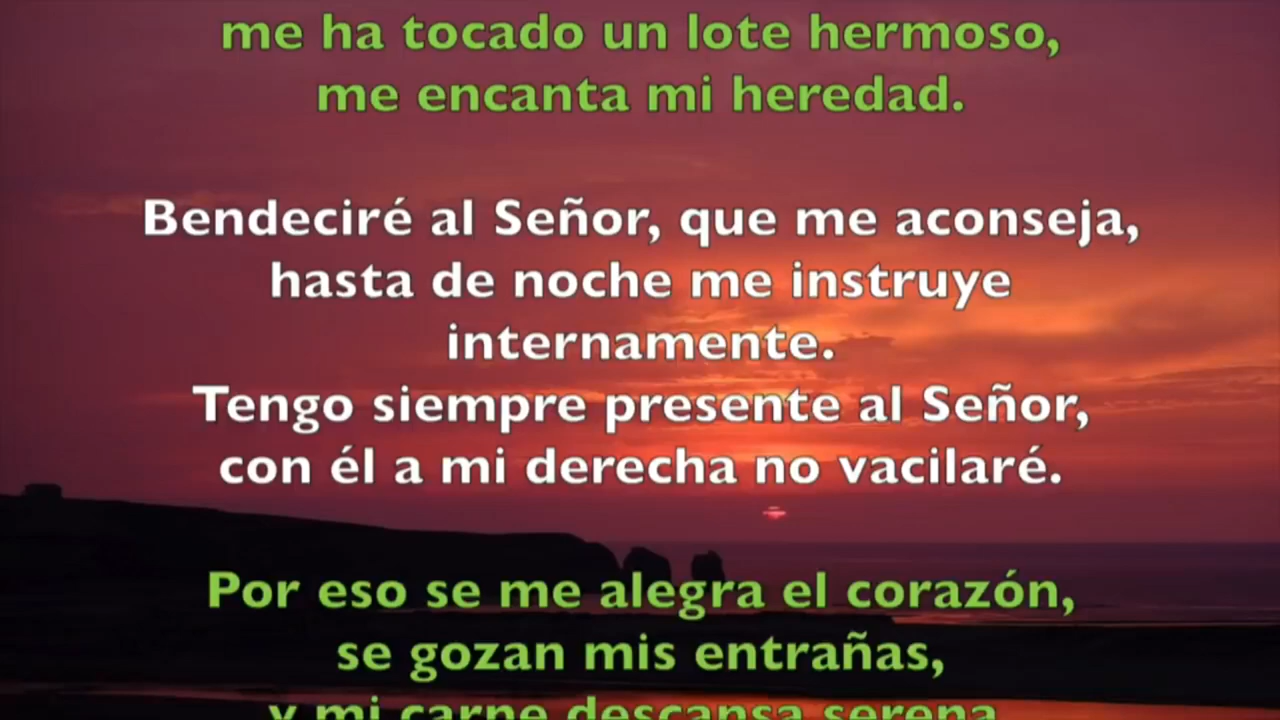 me ha tocado un lote hermoso,
me encanta mi heredad.
Bendeciré al Señor, que me aconseja,
hasta de noche me instruye
internamente.
Tengo siempre presente al Señor,
con él a mi derecha no vacilaré.
Por eso se me alegra el corazón,
se gozan mis entrañas,
y mi carne descansa serena